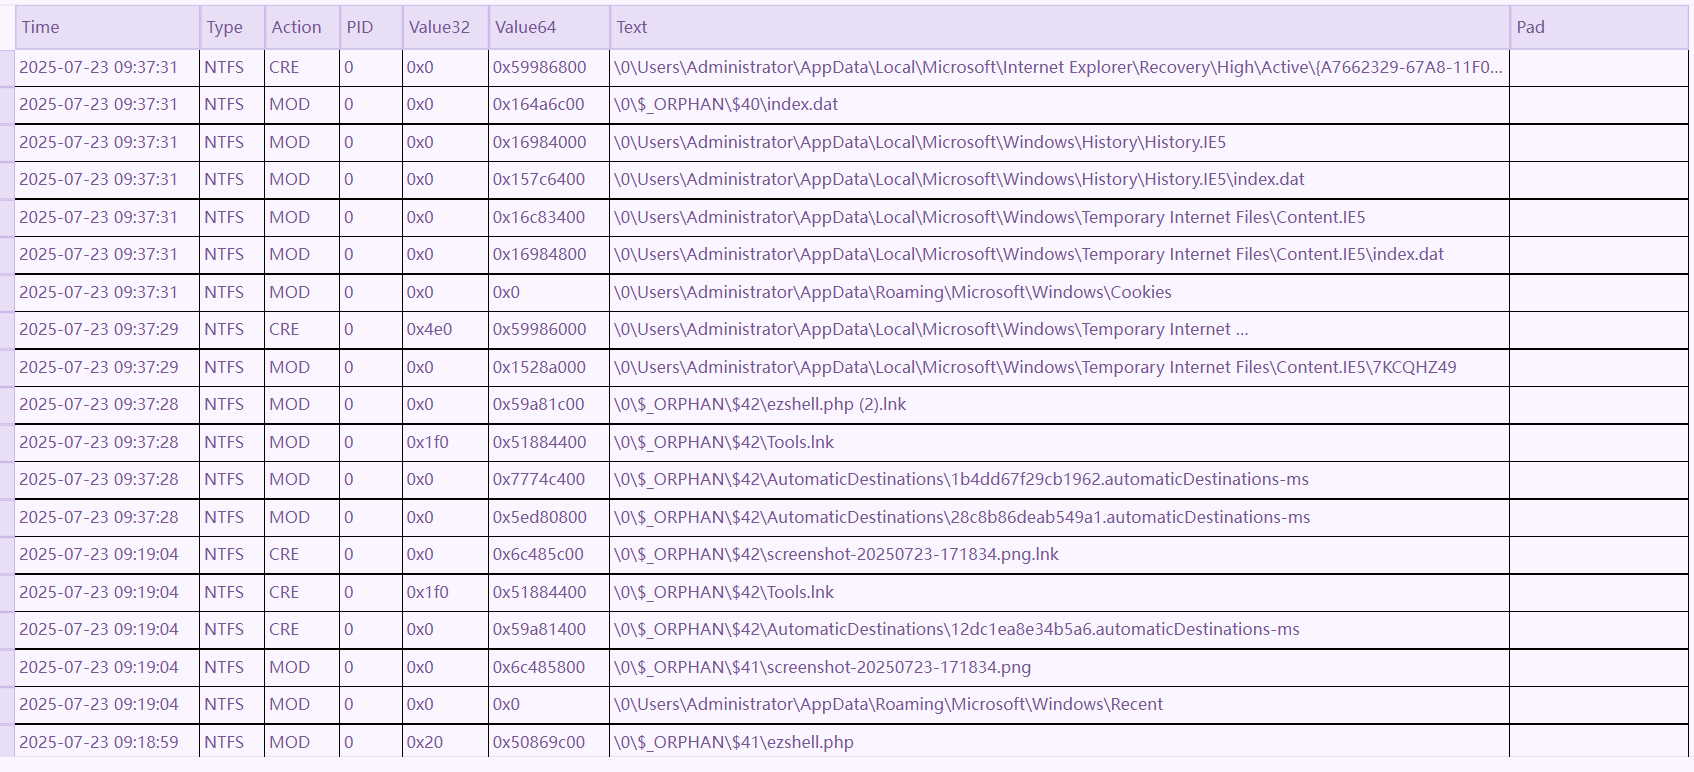 Time Type Action PID Value32 Value64 Text Pad
2025-07-23 09:37:31 NTFS CRE 0 0x0 0x59986800 \0\Users\Administrator\AppData\Local\Microsoft\Internet Explorer\Recovery\High\Active\{A7662329-67A8-11F0...
2025-07-23 09:37:31 NTFS MOD 0 0x0 0x164a6c00 \0\$_ORPHAN\$40\index.dat
2025-07-23 09:37:31 NTFS MOD 0 0x0 0x16984000 \0\Users\Administrator\AppData\Local\Microsoft\Windows\History\History.IE5
2025-07-23 09:37:31 NTFS MOD 0 0x0 0x157c6400 \0\Users\Administrator\AppData\Local\Microsoft\Windows\History\History.IE5\index.dat
2025-07-23 09:37:31 NTFS MOD 0 0x0 0x16c83400 \0\Users\Administrator\AppData\Local\Microsoft\Windows\Temporary Internet Files\Content.IE5
2025-07-23 09:37:31 NTFS MOD 0 0x0 0x16984800 \0\Users\Administrator\AppData\Local\Microsoft\Windows\Temporary Internet Files\Content.IE5\index.dat
2025-07-23 09:37:31 NTFS MOD 0 0x0 0x0 \0\Users\Administrator\AppData\Roaming\Microsoft\Windows\Cookies
2025-07-23 09:37:29 NTFS CRE 0 0x4e0 0x59986000 \0\Users\Administrator\AppData\Local\Microsoft\Windows\Temporary Internet ...
2025-07-23 09:37:29 NTFS MOD 0 0x0 0x1528a000 \0\Users\Administrator\AppData\Local\Microsoft\Windows\Temporary Internet Files\Content.IE5\7KCQHZ49
2025-07-23 09:37:28 NTFS MOD 0 0x0 0x59a81c00 \0\$_ORPHAN\$42\ezshell.php (2).lnk
2025-07-23 09:37:28 NTFS MOD 0 0x1f0 0x51884400 \0\$_ORPHAN\$42\Tools.lnk
2025-07-23 09:37:28 NTFS MOD 0 0x0 0x7774c400 \0\$_ORPHAN\$42\AutomaticDestinations\1b4dd67f29cb1962.automaticDestinations-ms
2025-07-23 09:37:28 NTFS MOD 0 0x0 0x5ed80800 \0\$_ORPHAN\$42\AutomaticDestinations\28c8b86deab549a1.automaticDestinations-ms
2025-07-23 09:19:04 NTFS CRE 0 0x0 0x6c485c00 \0\$_ORPHAN\$42\screenshot-20250723-171834.png.lnk
2025-07-23 09:19:04 NTFS CRE 0 0x1f0 0x51884400 \0\$_ORPHAN\$42\Tools.lnk
2025-07-23 09:19:04 NTFS CRE 0 0x0 0x59a81400 \0\$_ORPHAN\$42\AutomaticDestinations\12dc1ea8e34b5a6.automaticDestinations-ms
2025-07-23 09:19:04 NTFS MOD 0 0x0 0x6c485800 \0\$_ORPHAN\$41\screenshot-20250723-171834.png
2025-07-23 09:19:04 NTFS MOD 0 0x0 0x0 \0\Users\Administrator\AppData\Roaming\Microsoft\Windows\Recent
2025-07-23 09:18:59 NTFS MOD 0 0x20 0x50869c00 \0\$_ORPHAN\$41\ezshell.php